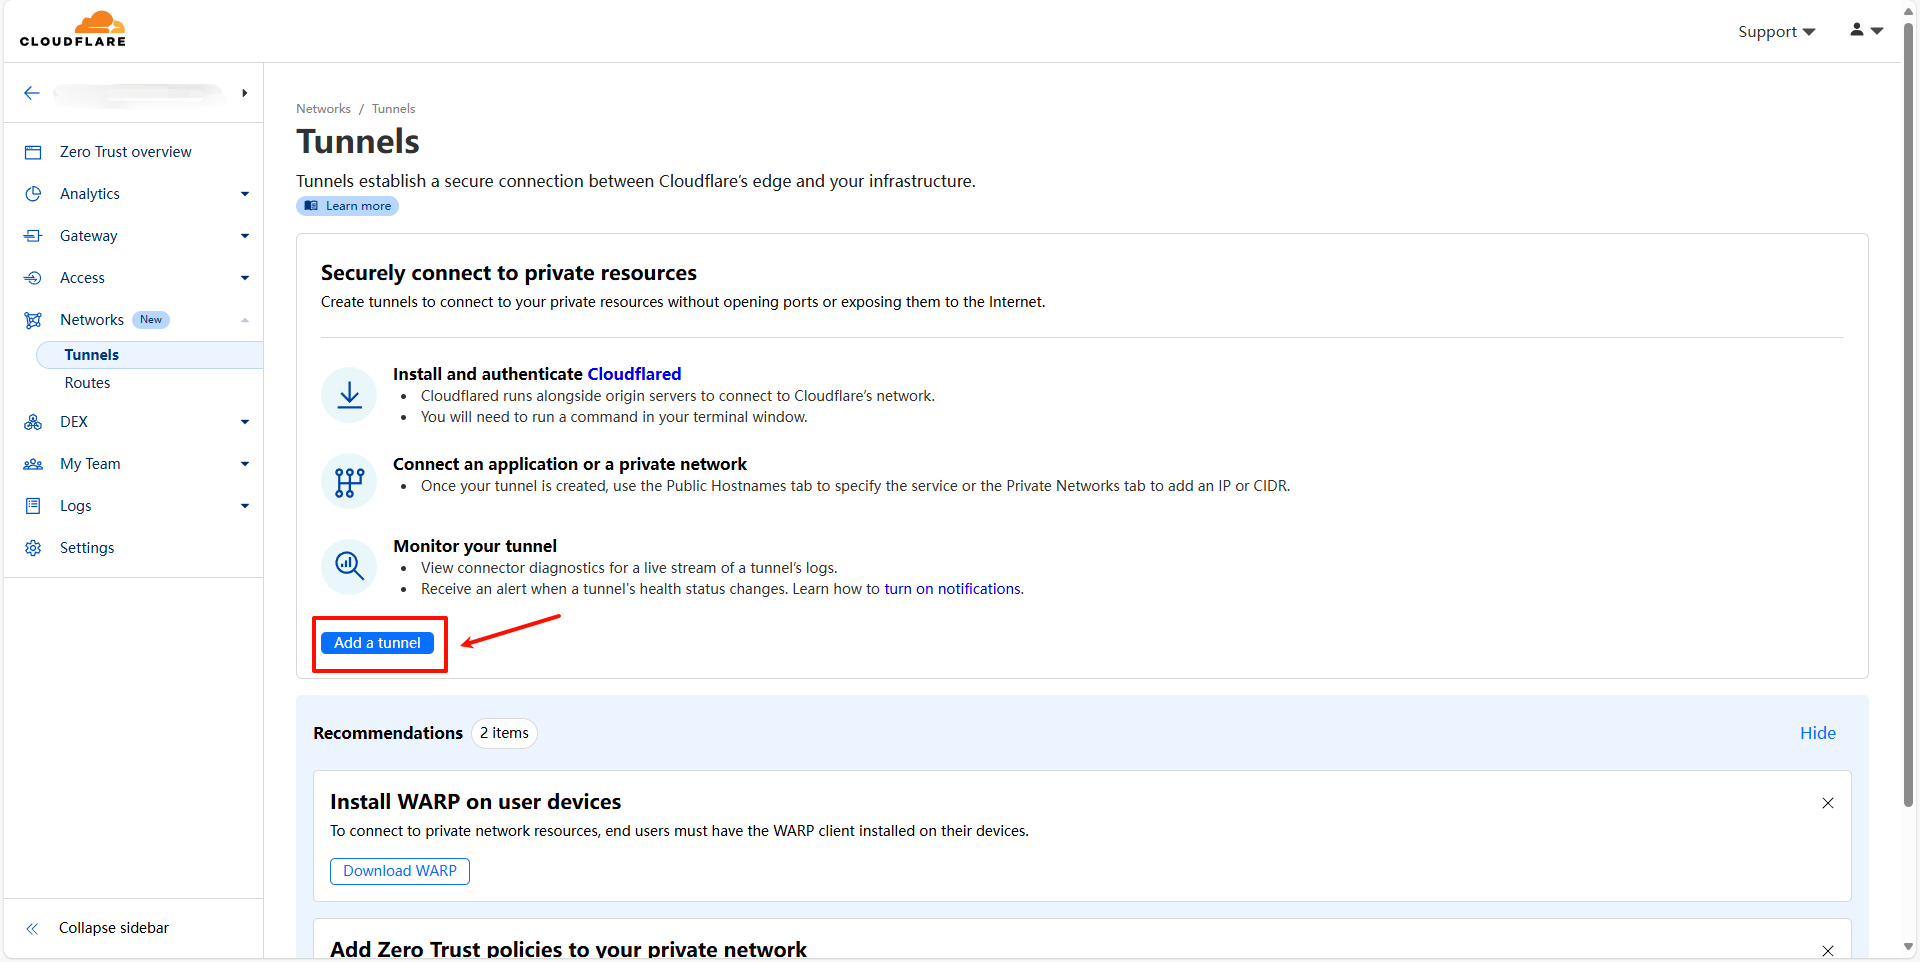 CLOUDFLARE
Support
Zero Trust overview
Analytics
Gateway
Access
Networks New
Tunnels
Routes
DEX
My Team
Logs
Settings
Collapse sidebar
Networks / Tunnels
Tunnels
Tunnels establish a secure connection between Cloudflare’s edge and your infrastructure.
Learn more
Securely connect to private resources
Create tunnels to connect to your private resources without opening ports or exposing them to the Internet.
Install and authenticate Cloudflared
• Cloudflared runs alongside origin servers to connect to Cloudflare’s network.
• You will need to run a command in your terminal window.
Connect an application or a private network
• Once your tunnel is created, use the Public Hostnames tab to specify the service or the Private Networks tab to add an IP or CIDR.
Monitor your tunnel
• View connector diagnostics for a live stream of a tunnel’s logs.
• Receive an alert when a tunnel's health status changes. Learn how to turn on notifications.
Add a tunnel
Recommendations 2 items
Hide
Install WARP on user devices
To connect to private network resources, end users must have the WARP client installed on their devices.
Download WARP
Add Zero Trust policies to your private network